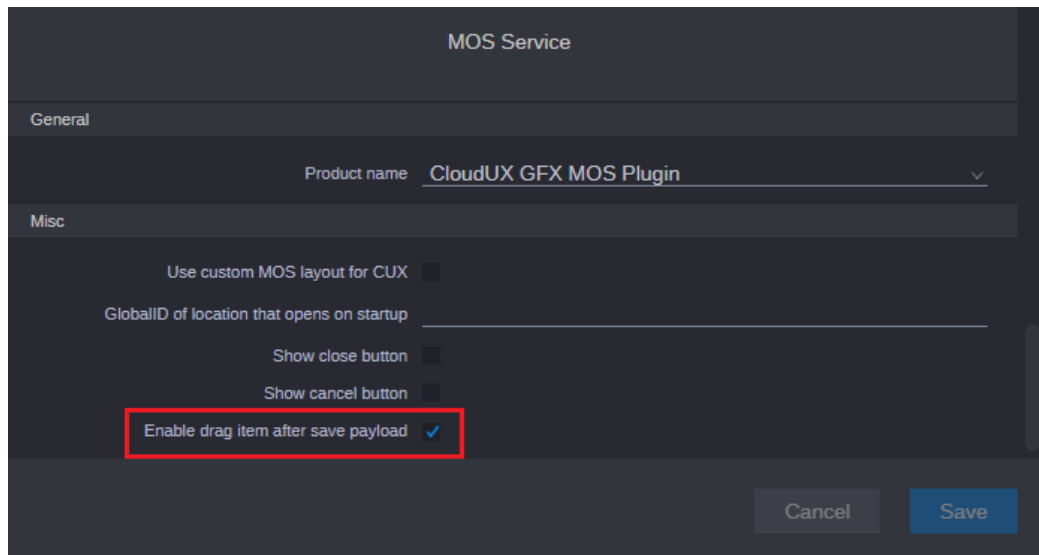 MOS Service
General
Product name CloudUX GFX MOS Plugin
Misc
Use custom MOS layout for CUX
GlobalID of location that opens on startup
Show close button
Show cancel button
Enable drag item after save payload
Cancel Save